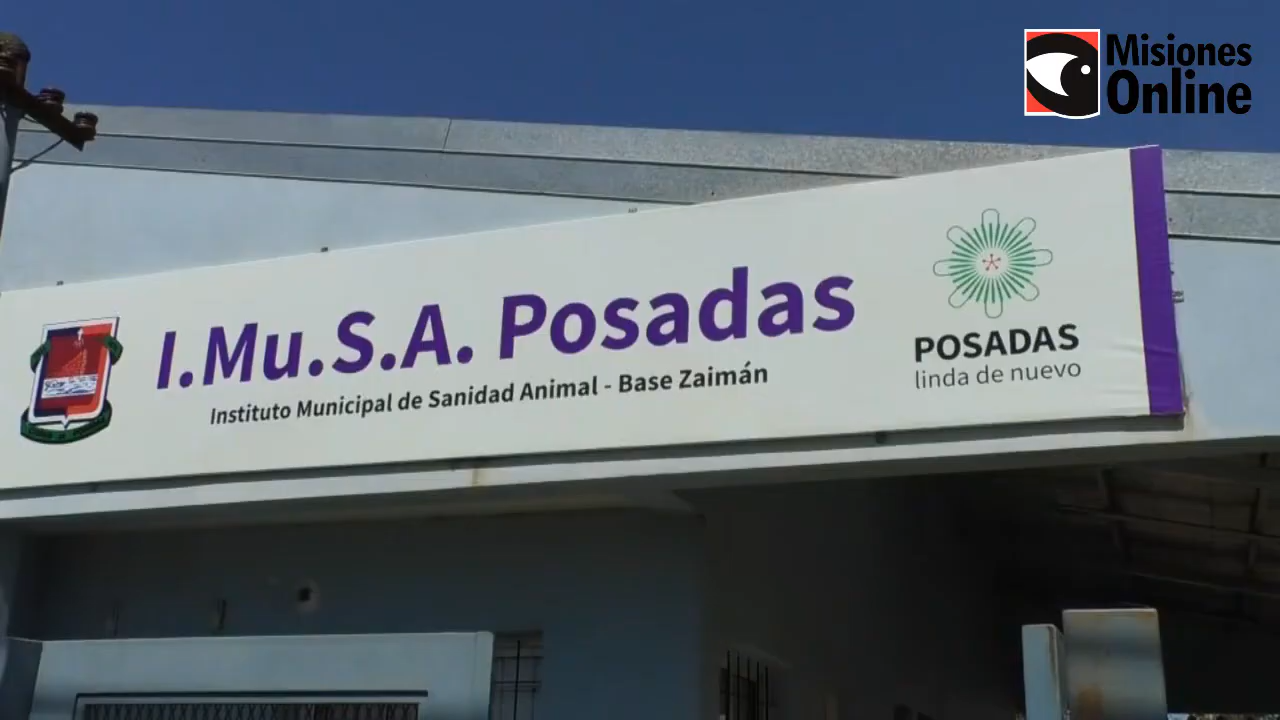 Misiones
Online
I.Mu.S.A. Posadas
Instituto Municipal de Sanidad Animal - Base Zaimán
POSADAS
linda de nuevo